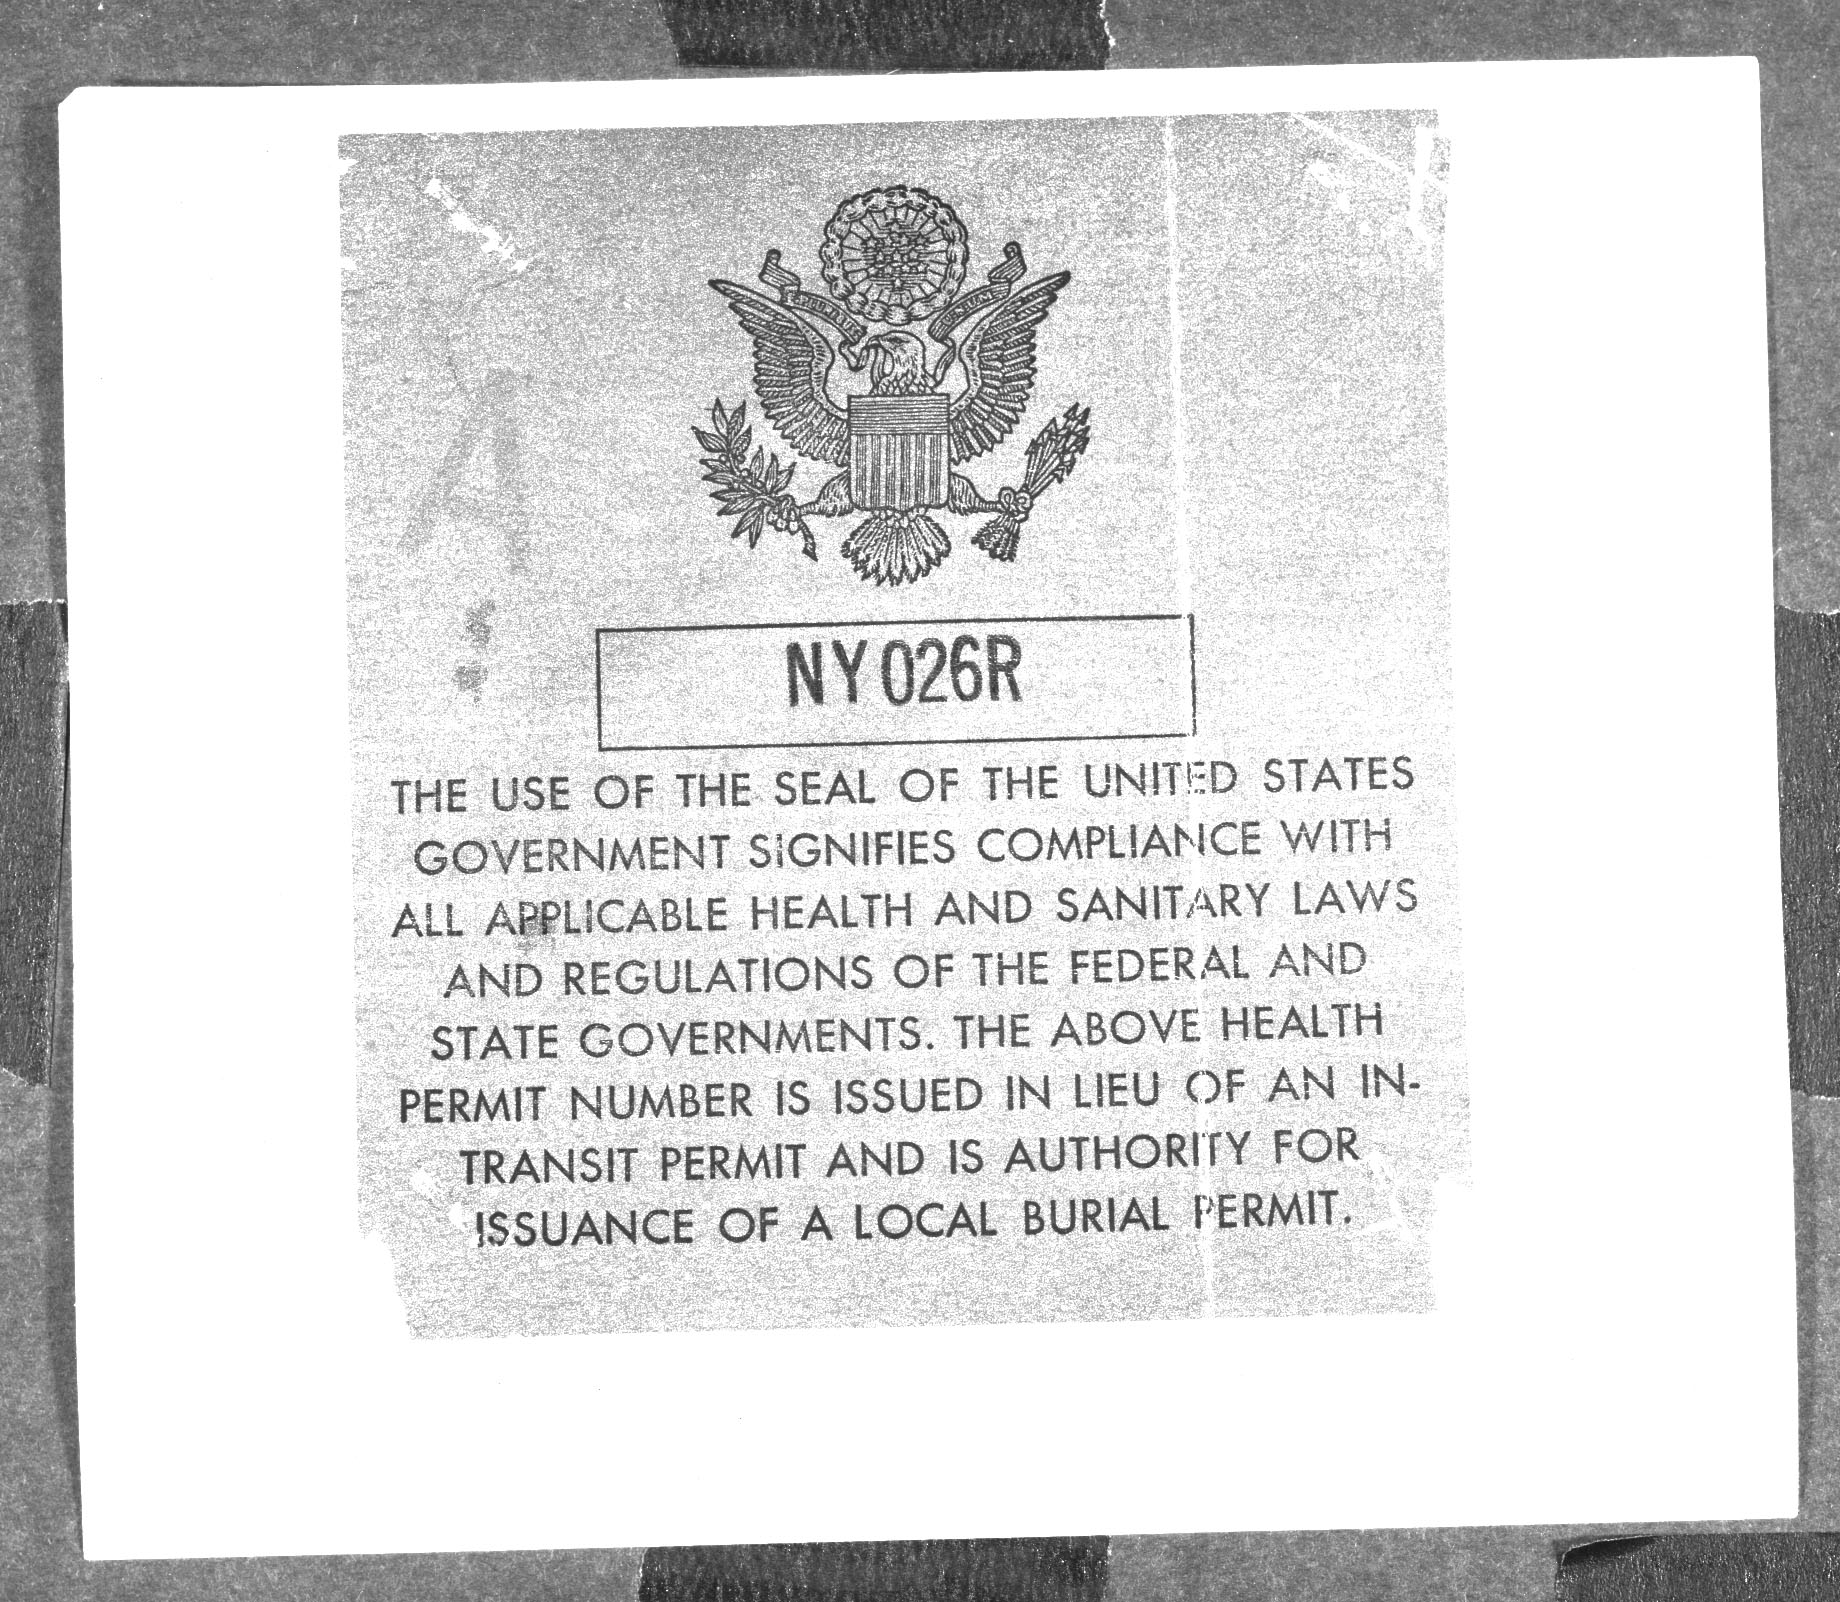 NY026R
THE USE OF THE SEAL OF THE UNITED STATES
GOVERNMENT SIGNIFIES COMPLIANCE WITH
ALL APPLICABLE HEALTH AND SANITARY LAWS
AND REGULATIONS OF THE FEDERAL AND
STATE GOVERNMENTS. THE ABOVE HEALTH
PERMIT NUMBER IS ISSUED IN LIEU OF AN IN-
TRANSIT PERMIT AND IS AUTHORITY FOR
ISSUANCE OF A LOCAL BURIAL PERMIT.